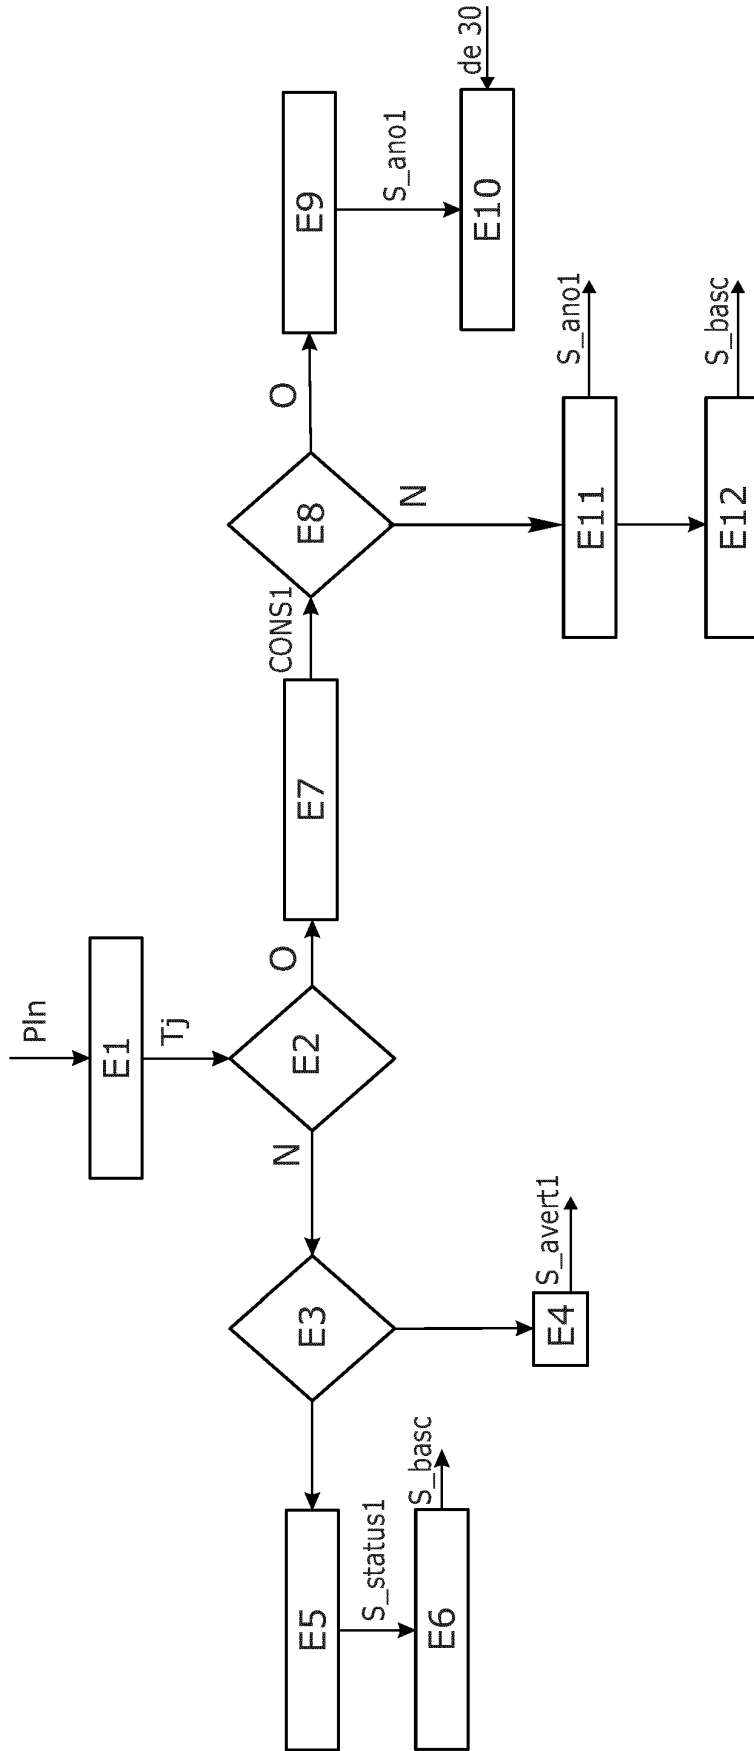 Pln
E1
Tj
E2
N
O
E3
E5
S_status1
E6
S_basc
E4
S_avert1
E7
CONS1
E8
O
E9
S_ano1
E10
de 30
N
E11
S_ano1
E12
S_basc